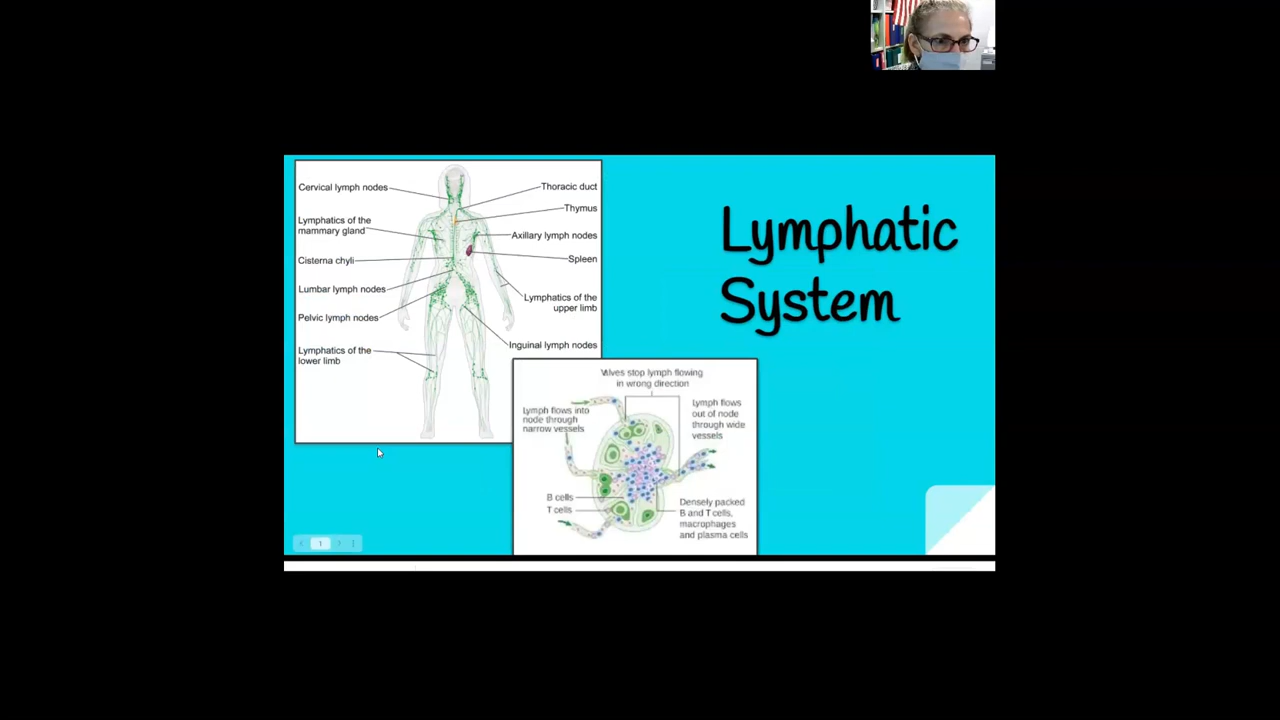 Lymphatic
System
Cervical lymph nodes
Lymphatics of the
mammary gland
Cisterna chyli
Lumbar lymph nodes
Pelvic lymph nodes
Lymphatics of the
lower limb
Thoracic duct
Thymus
Axillary lymph nodes
Spleen
Lymphatics of the
upper limb
Inguinal lymph nodes
Valves stop lymph flowing
in wrong direction
Lymph flows into
node through
narrow vessels
Lymph flows
out of node
through wide
vessels
B cells
T cells
Densely packed
B and T cells,
macrophages
and plasma cells
1